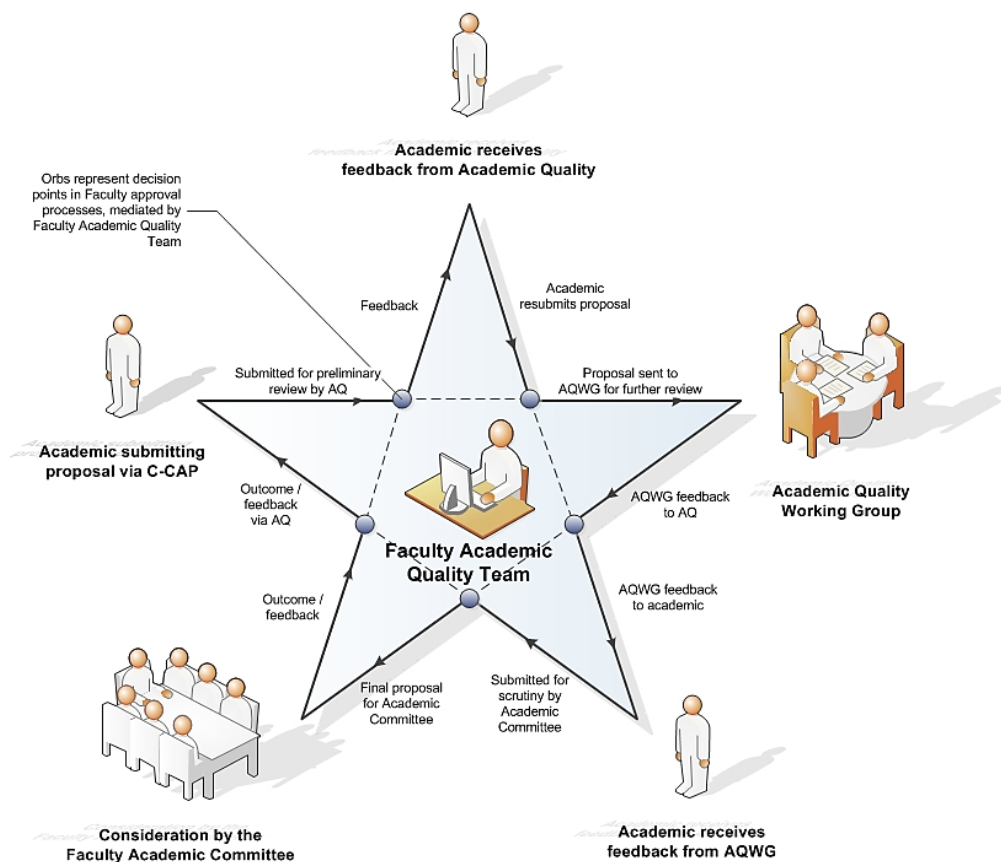 Academic receives
feedback from Academic Quality
Orbs represent decision
points in Faculty approval
processes, mediated by
Faculty Academic Quality
Team
Feedback
Academic
resubmits proposal
Submitted for preliminary
review by AQ
Proposal sent to
AQWG for further review
Academic submitting
proposal via C-CAP
Academic Quality
Working Group
Outcome /
feedback
via AQ
AQWG feedback
to AQ
Faculty Academic
Quality Team
Outcome /
feedback
AQWG feedback
to academic
Final proposal
for Academic
Committee
Submitted for
scrutiny by
Academic
Committee
Consideration by the
Faculty Academic Committee
Academic receives
feedback from AQWG